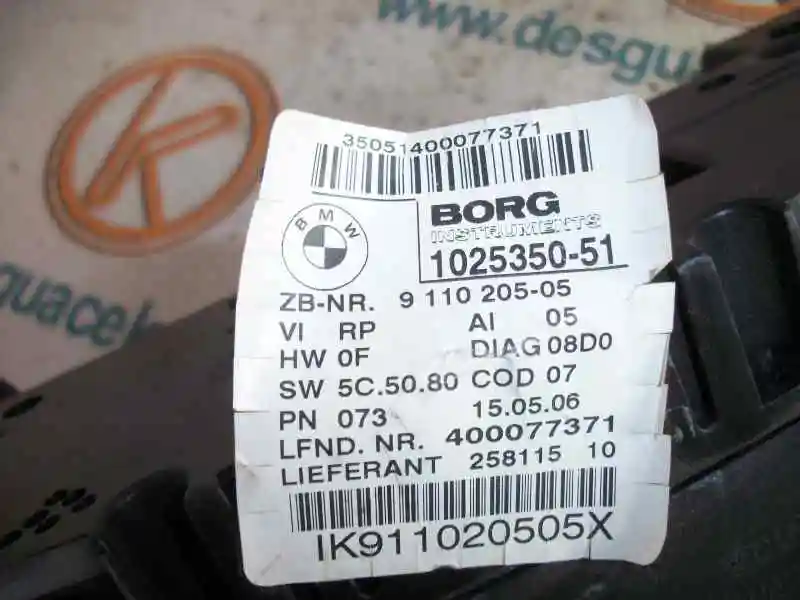 www.desgu
K
guace
35051400077371
BMW
BORG
INSTRUMENTS
1025350-51
ZB-NR. 9 110 205-05
VI RP AI 05
HW 0F DIAG 08D0
SW 5C.50.80 COD 07
PN 073 15.05.06
LFND. NR. 400077371
LIEFERANT 258115 10
IK911020505X